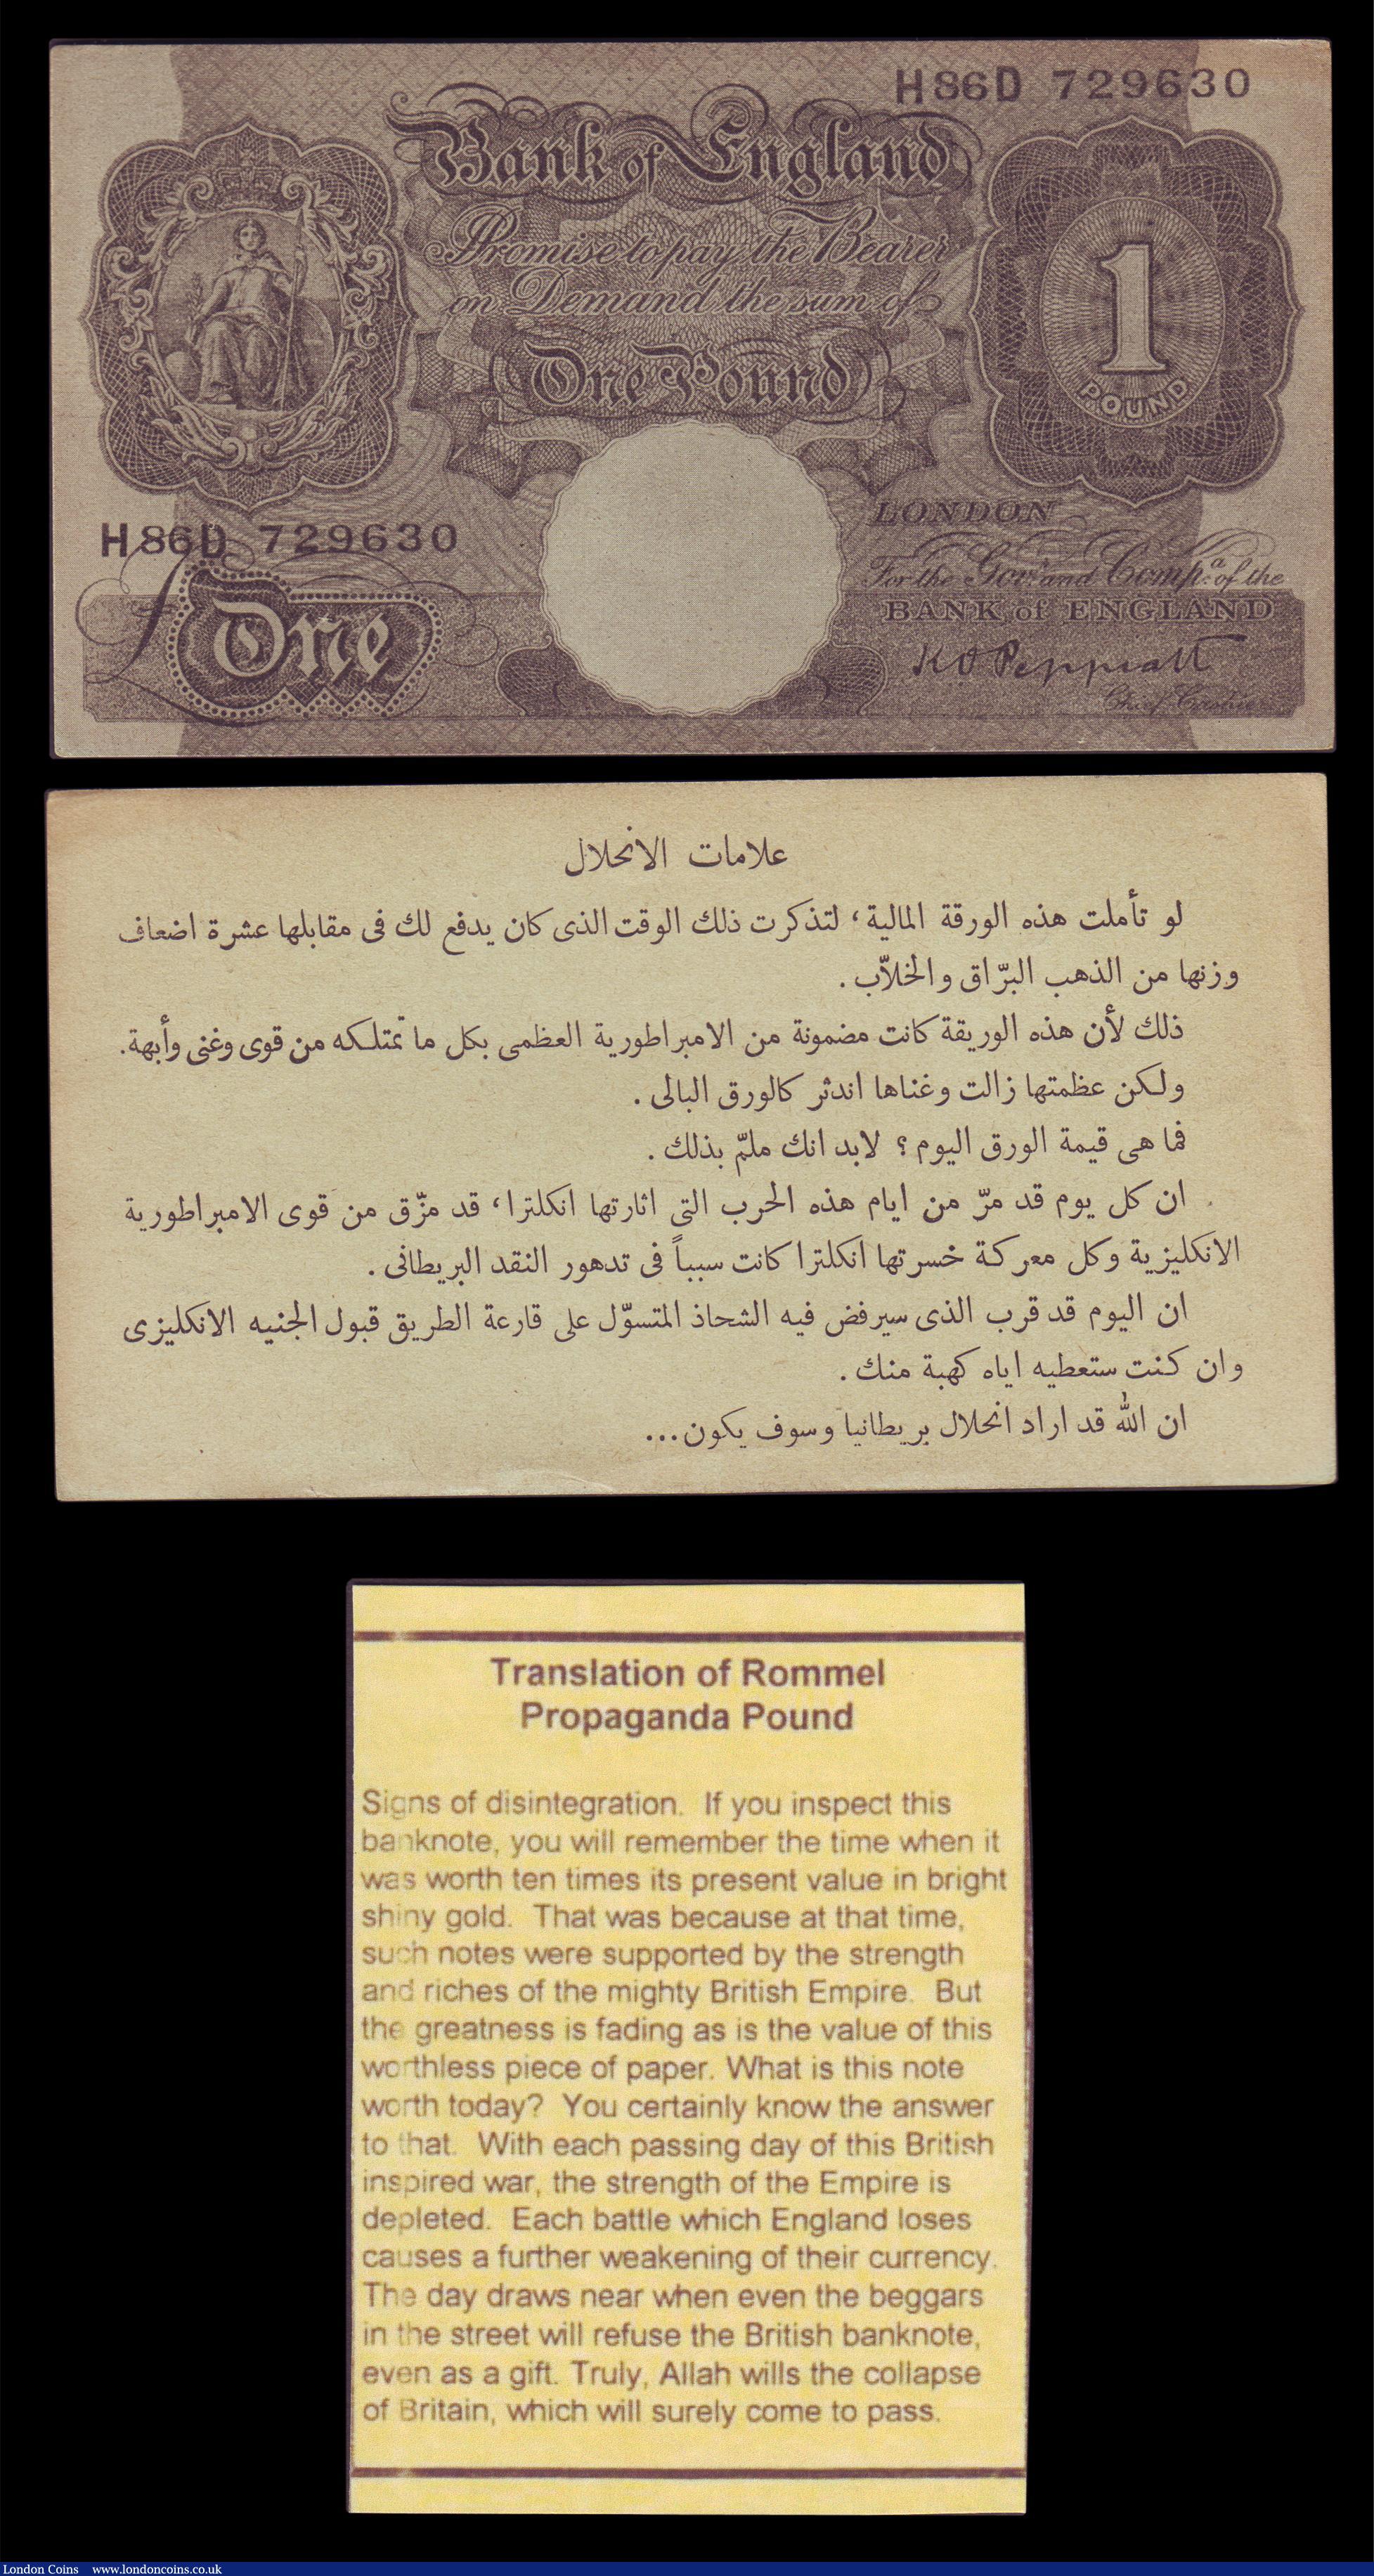 H86D 729630
Bank of England
Promise to pay the Bearer
on Demand the sum of
One Pound
1
POUND
LONDON
H86D 729630
For the Govr. and Compa. of the
BANK of ENGLAND
One
K O Peppiatt
Chief Cashier
علامات الانحلال
لو تأملت هذه الورقة المالية، لتذكرت ذلك الوقت الذى كان يدفع لك فى مقابلها عشرة اضعاف
وزنها من الذهب البرّاق والخلاّب.
ذلك لأن هذه الوريقة كانت مضمونة من الامبراطورية العظمى بكل ما تمتلكه من قوى وغنى وأبهة.
ولكن عظمتها زالت وغناها اندثر كالورق البالى.
فما هى قيمة الورق اليوم؟ لابد انك ملمّ بذلك.
ان كل يوم قد مرّ من ايام هذه الحرب التى اثارتها انكلترا، قد مزّق من قوى الامبراطورية
الانكليزية وكل معركة خسرتها انكلترا كانت سبباً فى تدهور النقد البريطانى.
ان اليوم قد قرب الذى سيرفض فيه الشحاذ المتسوّل على قارعة الطريق قبول الجنيه الانكليزى
وان كنت ستعطيه اياه كهبة منك.
ان الله قد اراد انحلال بريطانيا وسوف يكون...
Translation of Rommel
Propaganda Pound
Signs of disintegration. If you inspect this
banknote, you will remember the time when it
was worth ten times its present value in bright
shiny gold. That was because at that time,
such notes were supported by the strength
and riches of the mighty British Empire. But
the greatness is fading as is the value of this
worthless piece of paper. What is this note
worth today? You certainly know the answer
to that. With each passing day of this British
inspired war, the strength of the Empire is
depleted. Each battle which England loses
causes a further weakening of their currency.
The day draws near when even the beggars
in the street will refuse the British banknote,
even as a gift. Truly, Allah wills the collapse
of Britain, which will surely come to pass.
London Coins www.londoncoins.co.uk